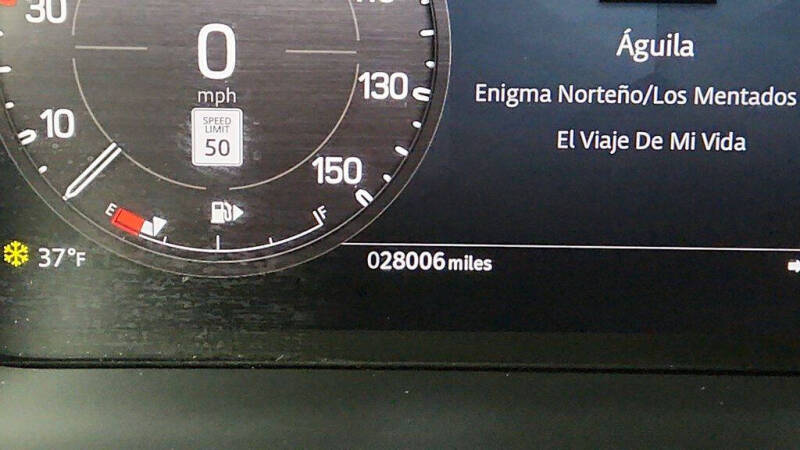 30
110
0
mph
130
10
SPEED
LIMIT
50
150
E
F
37°F
028006 miles
Águila
Enigma Norteño/Los Mentados
El Viaje De Mi Vida